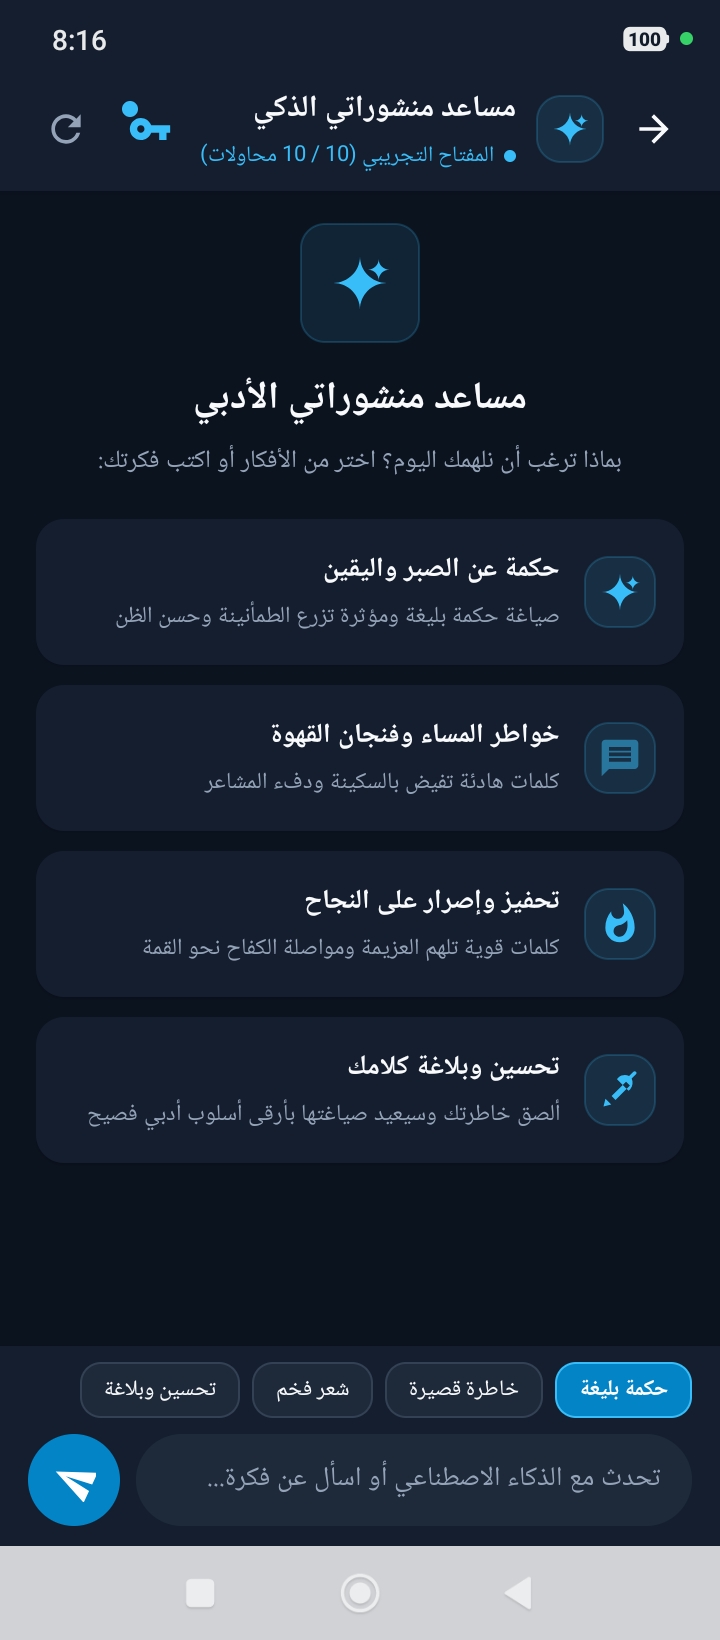 8:16
100
مساعد منشوراتي الذكي
المفتاح التجريبي (10 / 10 محاولات)
مساعد منشوراتي الأدبي
بماذا ترغب أن نلهمك اليوم؟ اختر من الأفكار أو اكتب فكرتك:
حكمة عن الصبر واليقين
صياغة حكمة بليغة ومؤثرة تزرع الطمأنينة وحسن الظن
خواطر المساء وفنجان القهوة
كلمات هادئة تفيض بالسكينة ودفء المشاعر
تحفيز وإصرار على النجاح
كلمات قوية تلهم العزيمة ومواصلة الكفاح نحو القمة
تحسين وبلاغة كلامك
ألصق خاطرتك وسيعيد صياغتها بأرقى أسلوب أدبي فصيح
حكمة بليغة
خاطرة قصيرة
شعر فخم
تحسين وبلاغة
تحدث مع الذكاء الاصطناعي أو اسأل عن فكرة...